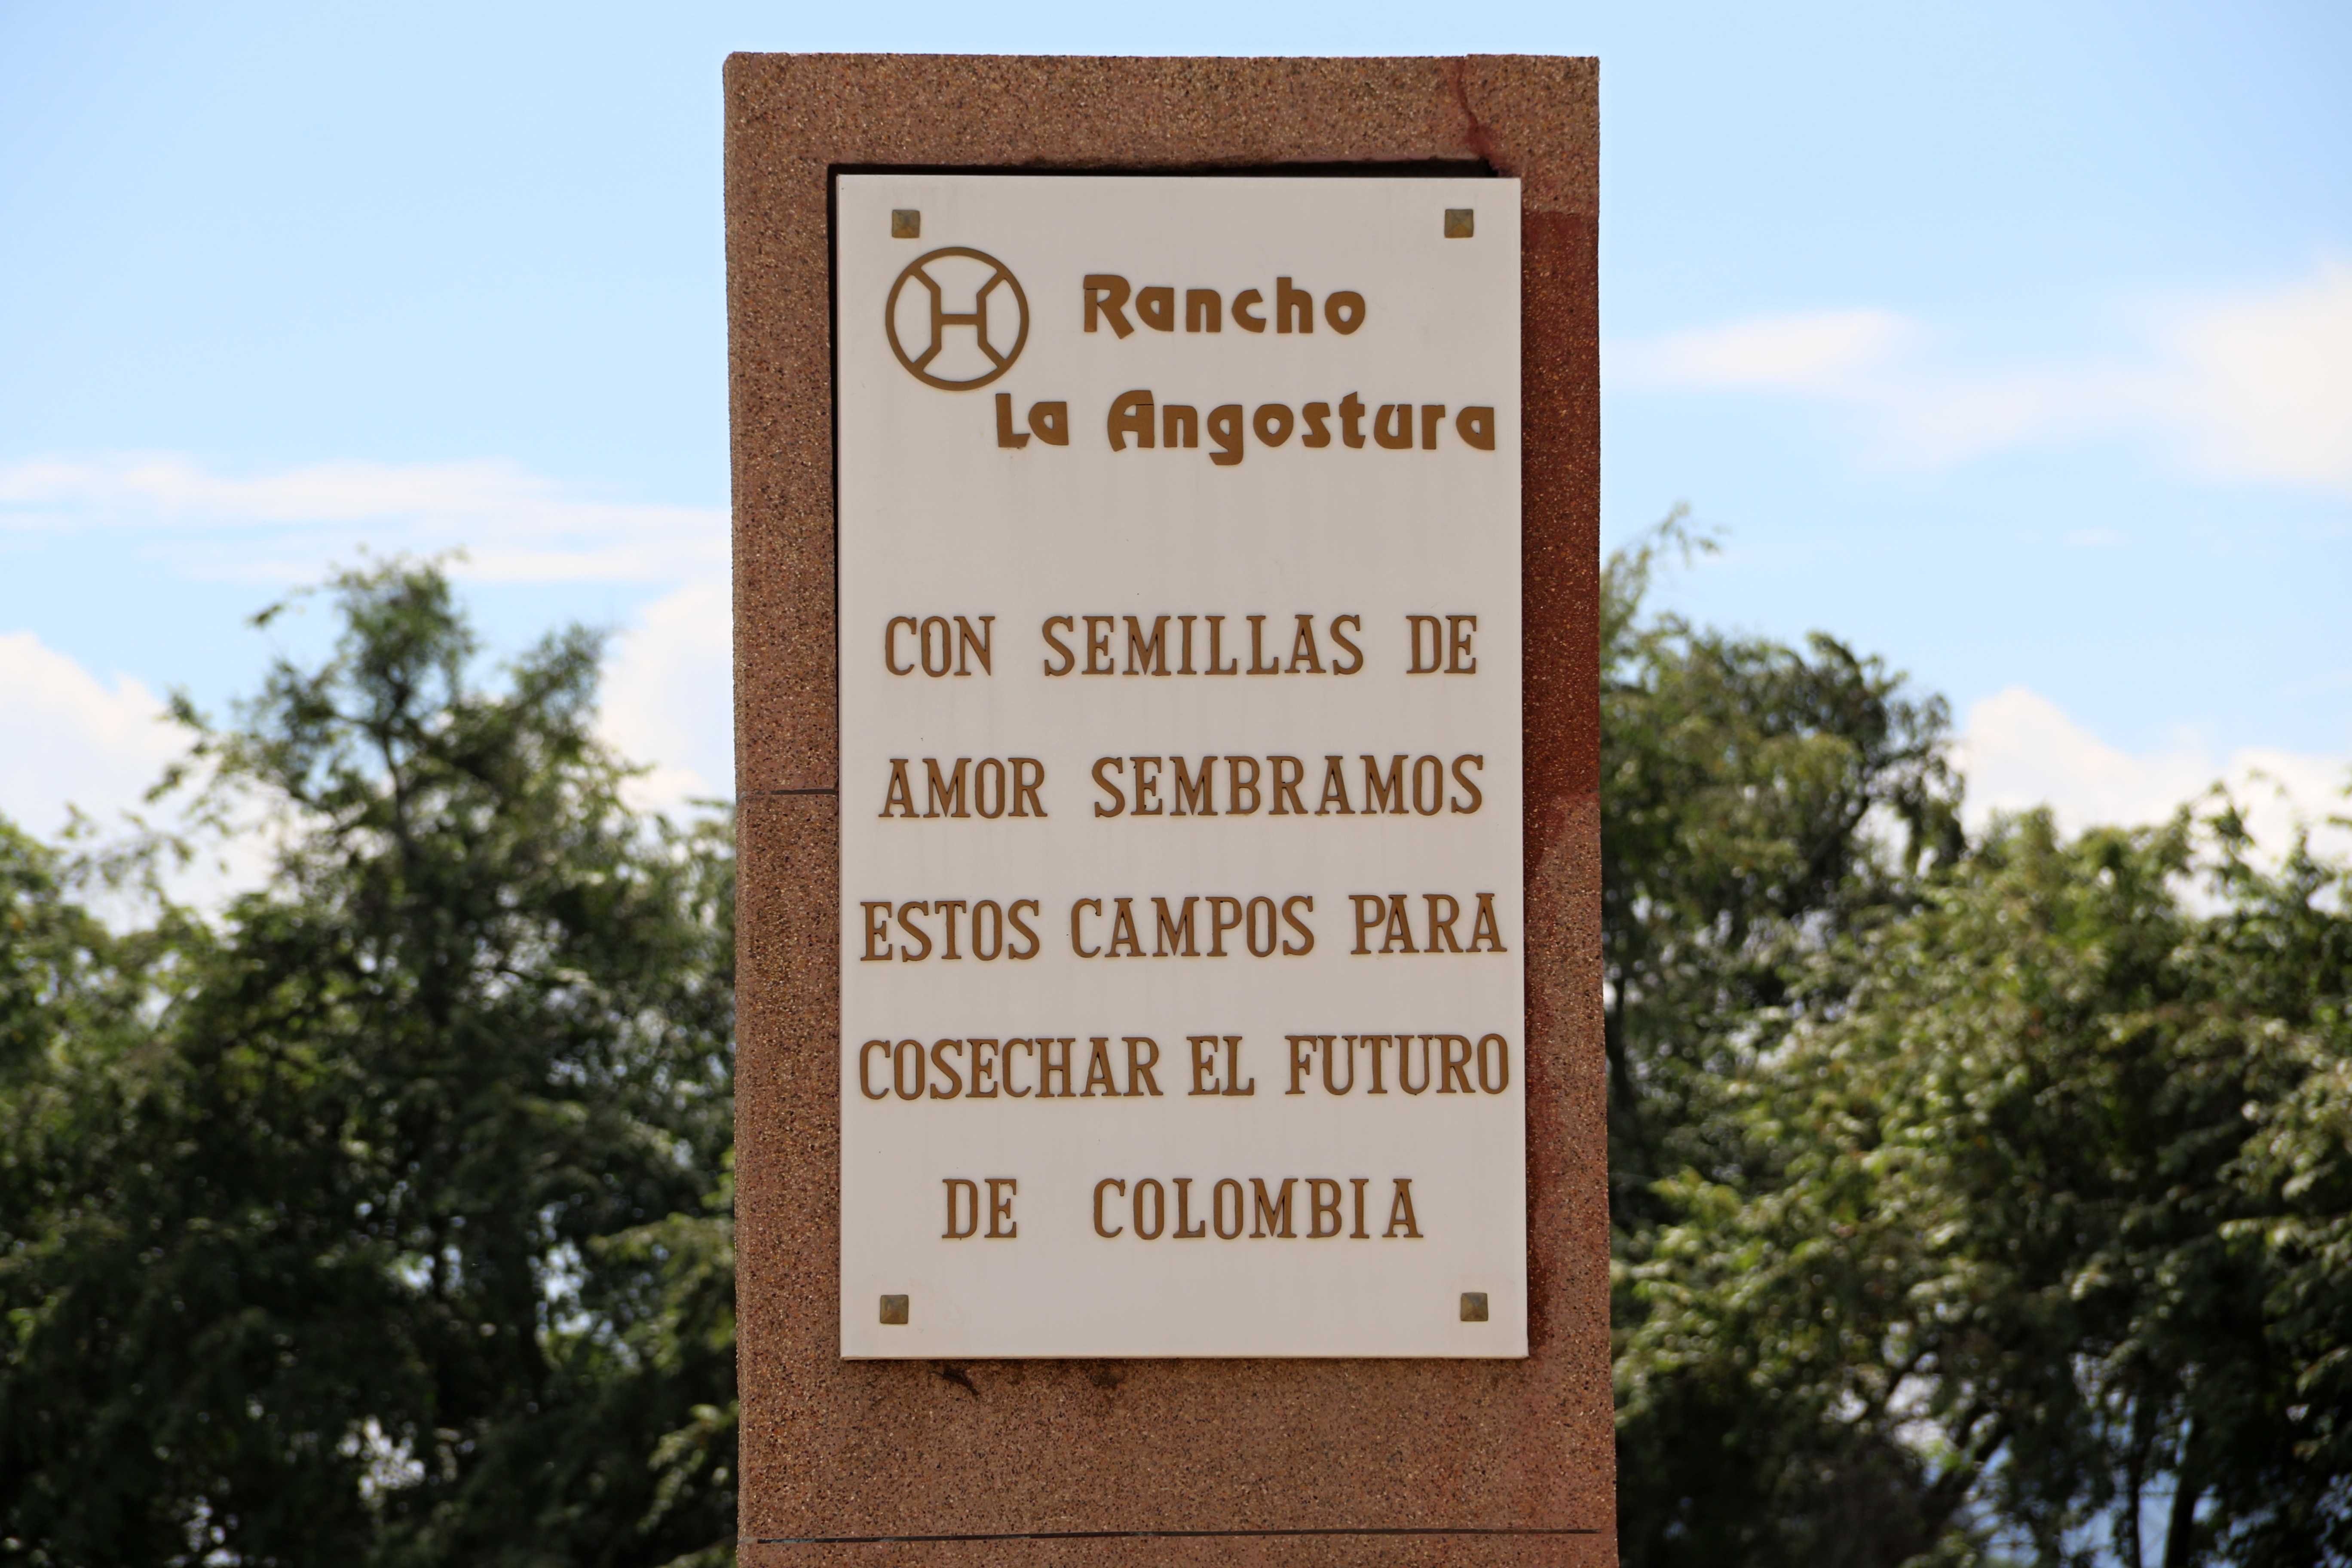 H Rancho
La Angostura
CON SEMILLAS DE
AMOR SEMBRAMOS
ESTOS CAMPOS PARA
COSECHAR EL FUTURO
DE COLOMBIA